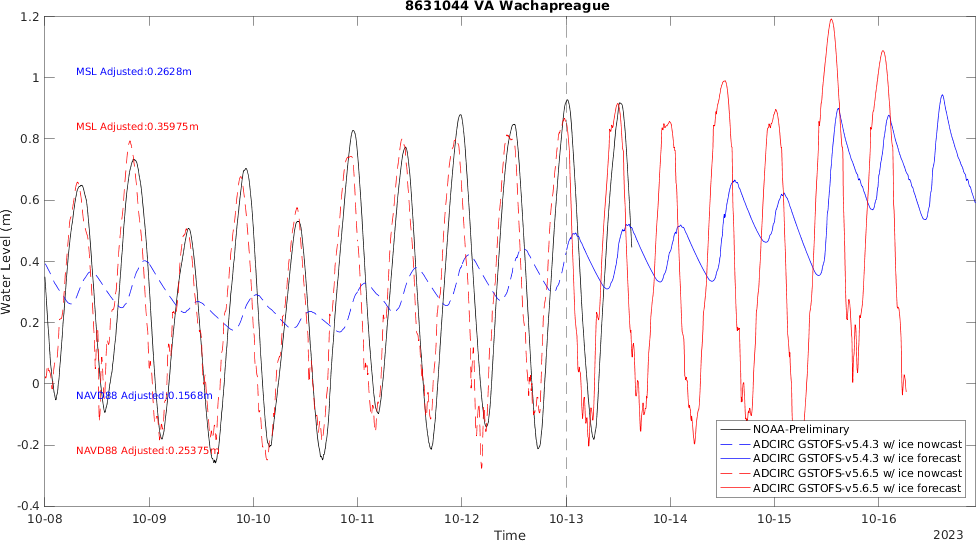 8631044 VA Wachapreague
1.2
1
0.8
0.6
0.4
0.2
0
-0.2
-0.4
Water Level (m)
MSL Adjusted:0.2628m
MSL Adjusted:0.35975m
NAVD88 Adjusted:0.1568m
NAVD88 Adjusted:0.25375m
NOAA-Preliminary
ADCIRC GSTOFS-v5.4.3 w/ ice nowcast
ADCIRC GSTOFS-v5.4.3 w/ ice forecast
ADCIRC GSTOFS-v5.6.5 w/ ice nowcast
ADCIRC GSTOFS-v5.6.5 w/ ice forecast
10-08 10-09 10-10 10-11 10-12 10-13 10-14 10-15 10-16
Time
2023